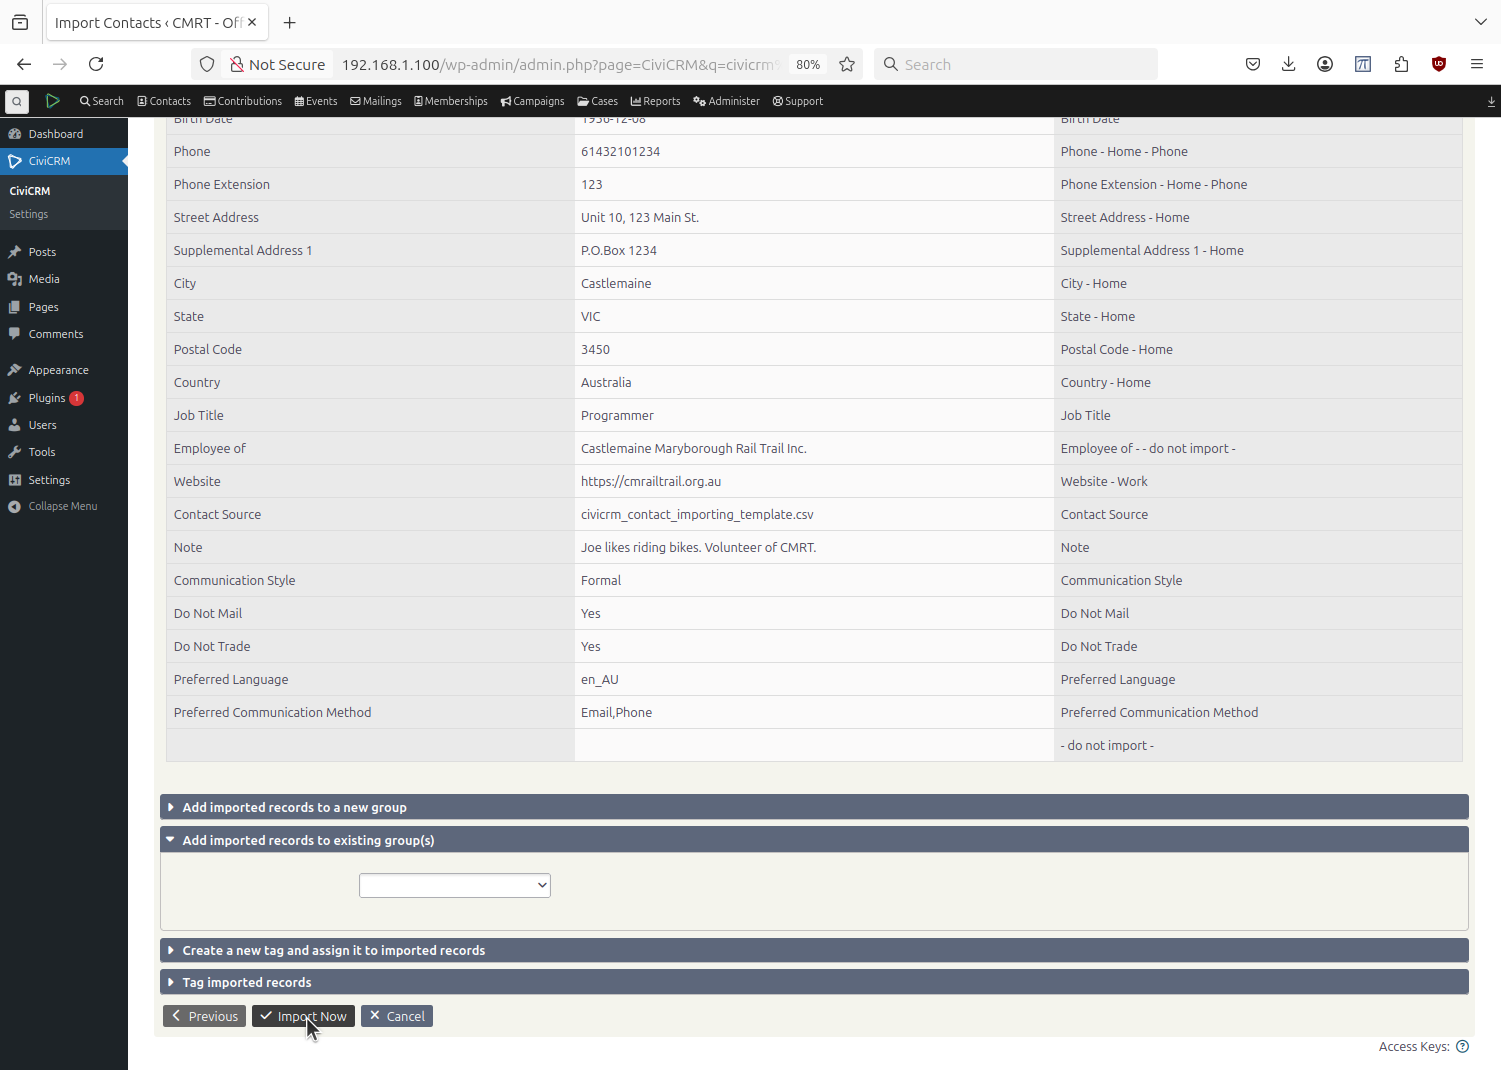 Import Contacts ‹ CMRT - Off
Not Secure 192.168.1.100/wp-admin/admin.php?page=CiviCRM&q=civicrm% 80% Search
Search Contacts Contributions Events Mailings Memberships Campaigns Cases Reports Administer Support
Dashboard
CiviCRM
CiviCRM
Settings
Posts
Media
Pages
Comments
Appearance
Plugins 1
Users
Tools
Settings
Collapse Menu
Birth Date 1956-12-08 Birth Date
Phone 61432101234 Phone - Home - Phone
Phone Extension 123 Phone Extension - Home - Phone
Street Address Unit 10, 123 Main St. Street Address - Home
Supplemental Address 1 P.O.Box 1234 Supplemental Address 1 - Home
City Castlemaine City - Home
State VIC State - Home
Postal Code 3450 Postal Code - Home
Country Australia Country - Home
Job Title Programmer Job Title
Employee of Castlemaine Maryborough Rail Trail Inc. Employee of - - do not import -
Website https://cmrailtrail.org.au Website - Work
Contact Source civicrm_contact_importing_template.csv Contact Source
Note Joe likes riding bikes. Volunteer of CMRT. Note
Communication Style Formal Communication Style
Do Not Mail Yes Do Not Mail
Do Not Trade Yes Do Not Trade
Preferred Language en_AU Preferred Language
Preferred Communication Method Email,Phone Preferred Communication Method
- do not import -
Add imported records to a new group
Add imported records to existing group(s)
Create a new tag and assign it to imported records
Tag imported records
Previous Import Now Cancel
Access Keys: ?